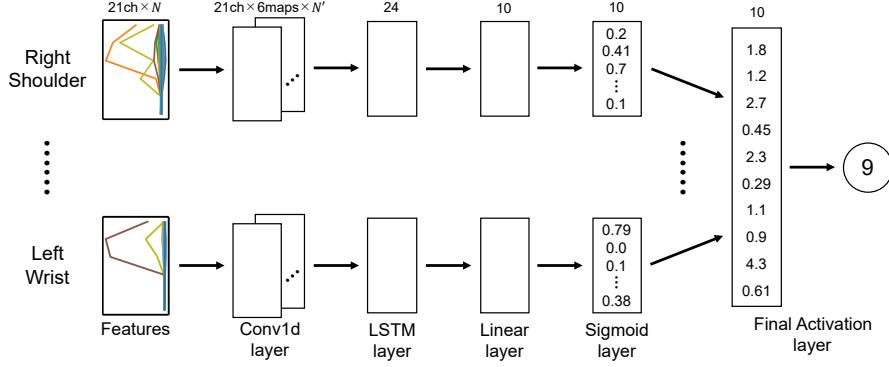 21ch × N
21ch × 6maps × N′
24
10
10
Right
Shoulder
0.2
0.41
0.7
0.1
Left
Wrist
0.79
0.0
0.1
0.38
1.8
1.2
2.7
0.45
2.3
0.29
1.1
0.9
4.3
0.61
9
Features
Conv1d
layer
LSTM
layer
Linear
layer
Sigmoid
layer
Final Activation
layer